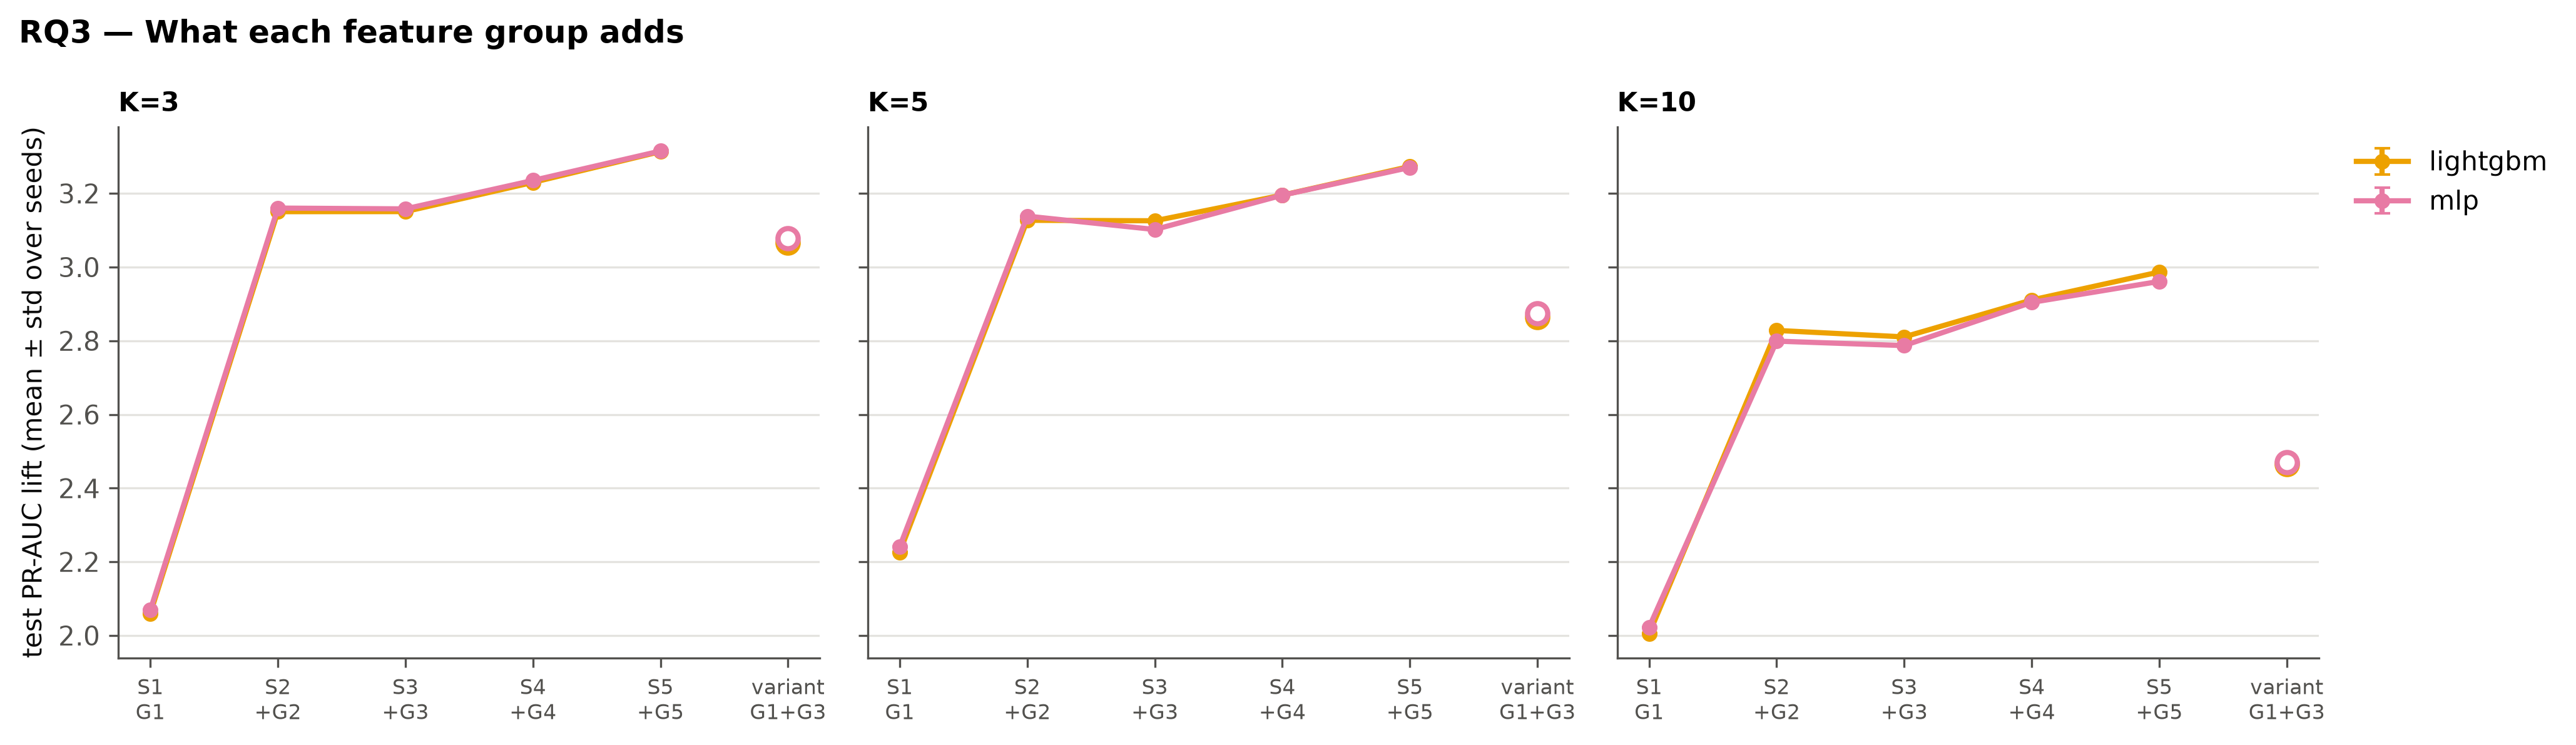 RQ3 — What each feature group adds
K=3
K=5
K=10
test PR-AUC lift (mean ± std over seeds)
3.2
3.0
2.8
2.6
2.4
2.2
2.0
S1 S2 S3 S4 S5 variant
G1 +G2 +G3 +G4 +G5 G1+G3
S1 S2 S3 S4 S5 variant
G1 +G2 +G3 +G4 +G5 G1+G3
S1 S2 S3 S4 S5 variant
G1 +G2 +G3 +G4 +G5 G1+G3
lightgbm
mlp